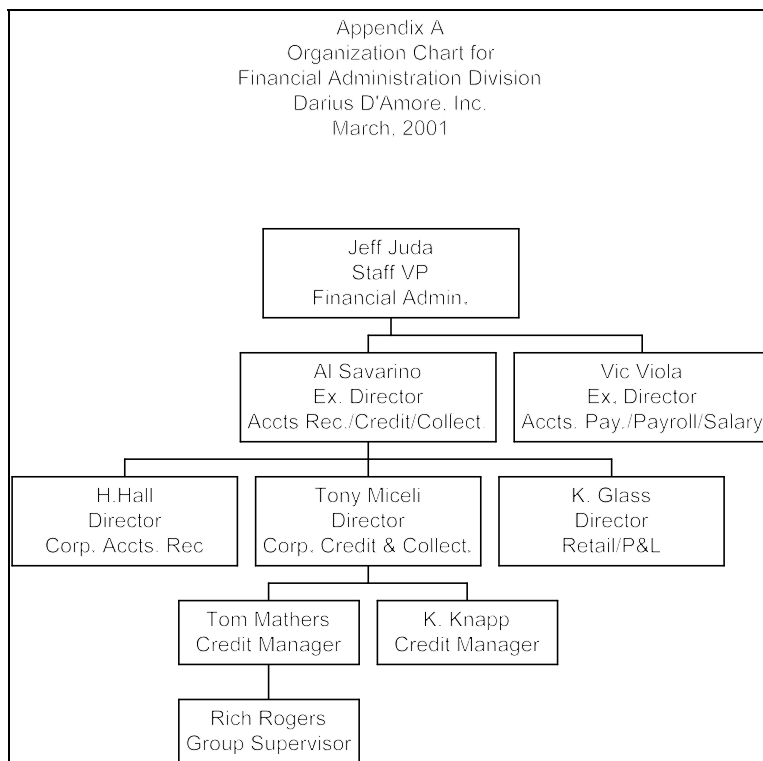 Appendix A
Organization Chart for
Financial Administration Division
Darius D'Amore, Inc.
March, 2001
Jeff Juda
Staff VP
Financial Admin.
Al Savarino
Ex. Director
Accts Rec./Credit/Collect.
Vic Viola
Ex. Director
Accts. Pay./Payroll/Salary
H.Hall
Director
Corp. Accts. Rec
Tony Miceli
Director
Corp. Credit & Collect.
K. Glass
Director
Retail/P&L
Tom Mathers
Credit Manager
K. Knapp
Credit Manager
Rich Rogers
Group Supervisor